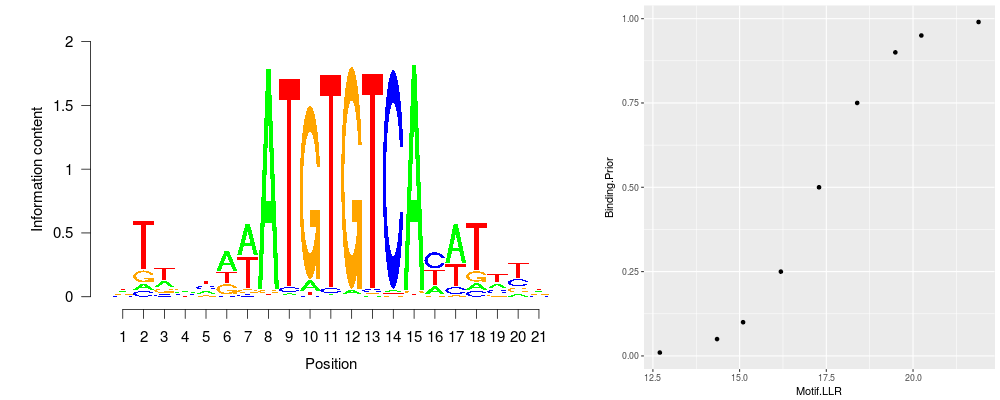 2
1.5
1
0.5
0
Information content
1 2 3 4 5 6 7 8 9 10 11 12 13 14 15 16 17 18 19 20 21
Position
T G A T A A T G A T A A T G T G T C A C T A A T T G T C
1.00
0.75
0.50
0.25
0.00
Binding.Prior
12.5 15.0 17.5 20.0
Motif.LLR